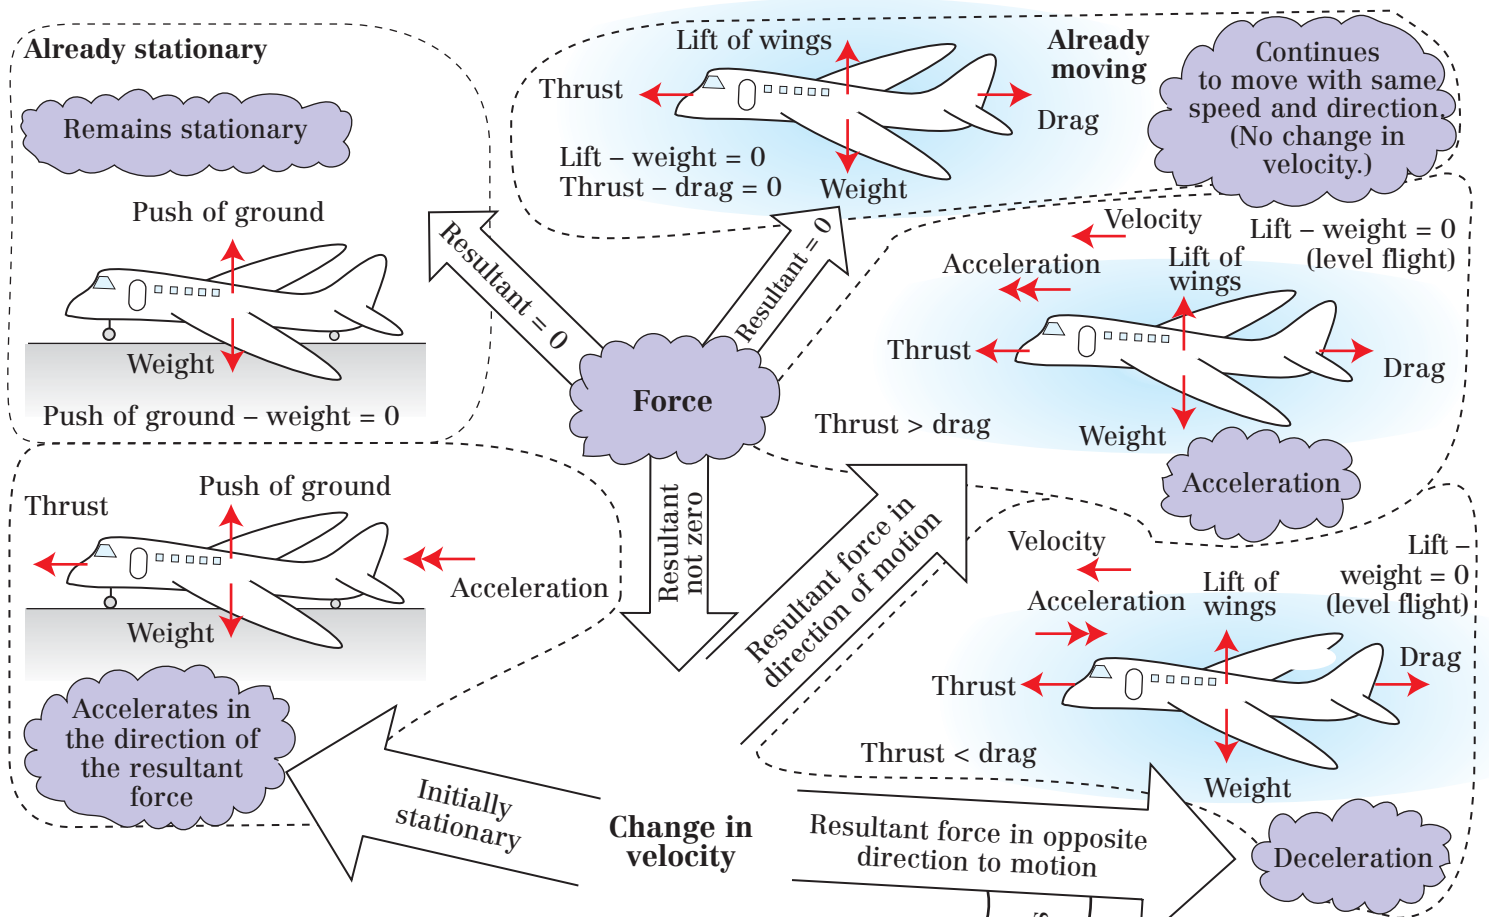 Already stationary
Remains stationary
Push of ground
Weight
Push of ground – weight = 0
Resultant = 0
Lift of wings
Already
moving
Thrust
Drag
Lift – weight = 0
Thrust – drag = 0
Weight
Continues
to move with same
speed and direction.
(No change in
velocity.)
Resultant = 0
Force
Velocity
Acceleration
Lift of
wings
Lift – weight = 0
(level flight)
Thrust
Drag
Thrust > drag
Weight
Acceleration
Thrust
Push of ground
Acceleration
Weight
Accelerates in
the direction of
the resultant
force
Resultant
not zero
Resultant force in
direction of motion
Velocity
Acceleration
Lift of
wings
Lift –
weight = 0
(level flight)
Thrust
Drag
Thrust < drag
Weight
Initially
stationary
Change in
velocity
Resultant force in opposite
direction to motion
Deceleration